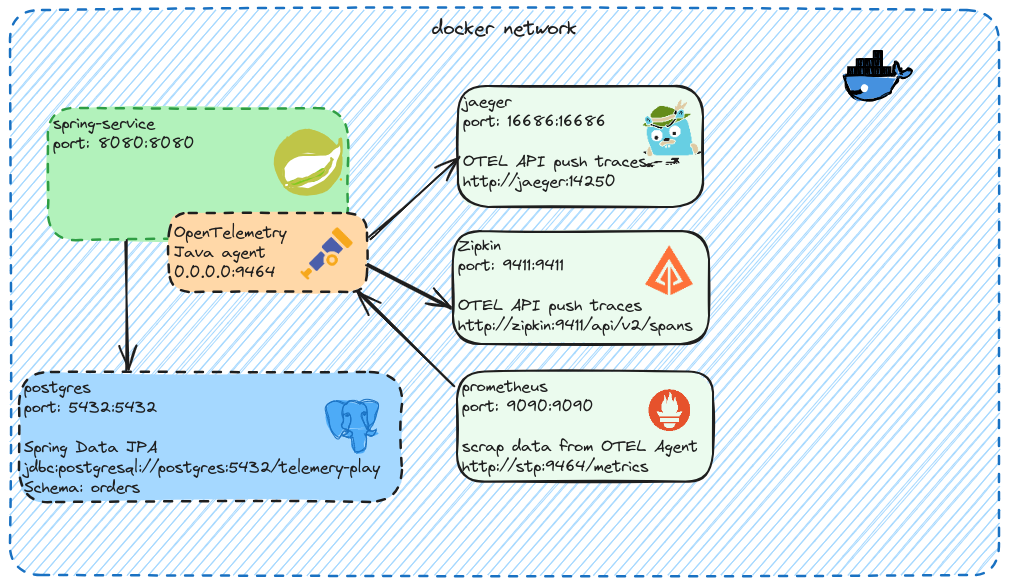 docker network
spring-service
port: 8080:8080
OpenTelemetry
Java agent
0.0.0.0:9464
jaeger
port: 16686:16686
OTEL API push traces
http://jaeger:14250
Zipkin
port: 9411:9411
OTEL API push traces
http://zipkin:9411/api/v2/spans
postgres
port: 5432:5432
Spring Data JPA
jdbc:postgresql://postgres:5432/telemery-play
Schema: orders
prometheus
port: 9090:9090
scrap data from OTEL Agent
http://stp:9464/metrics